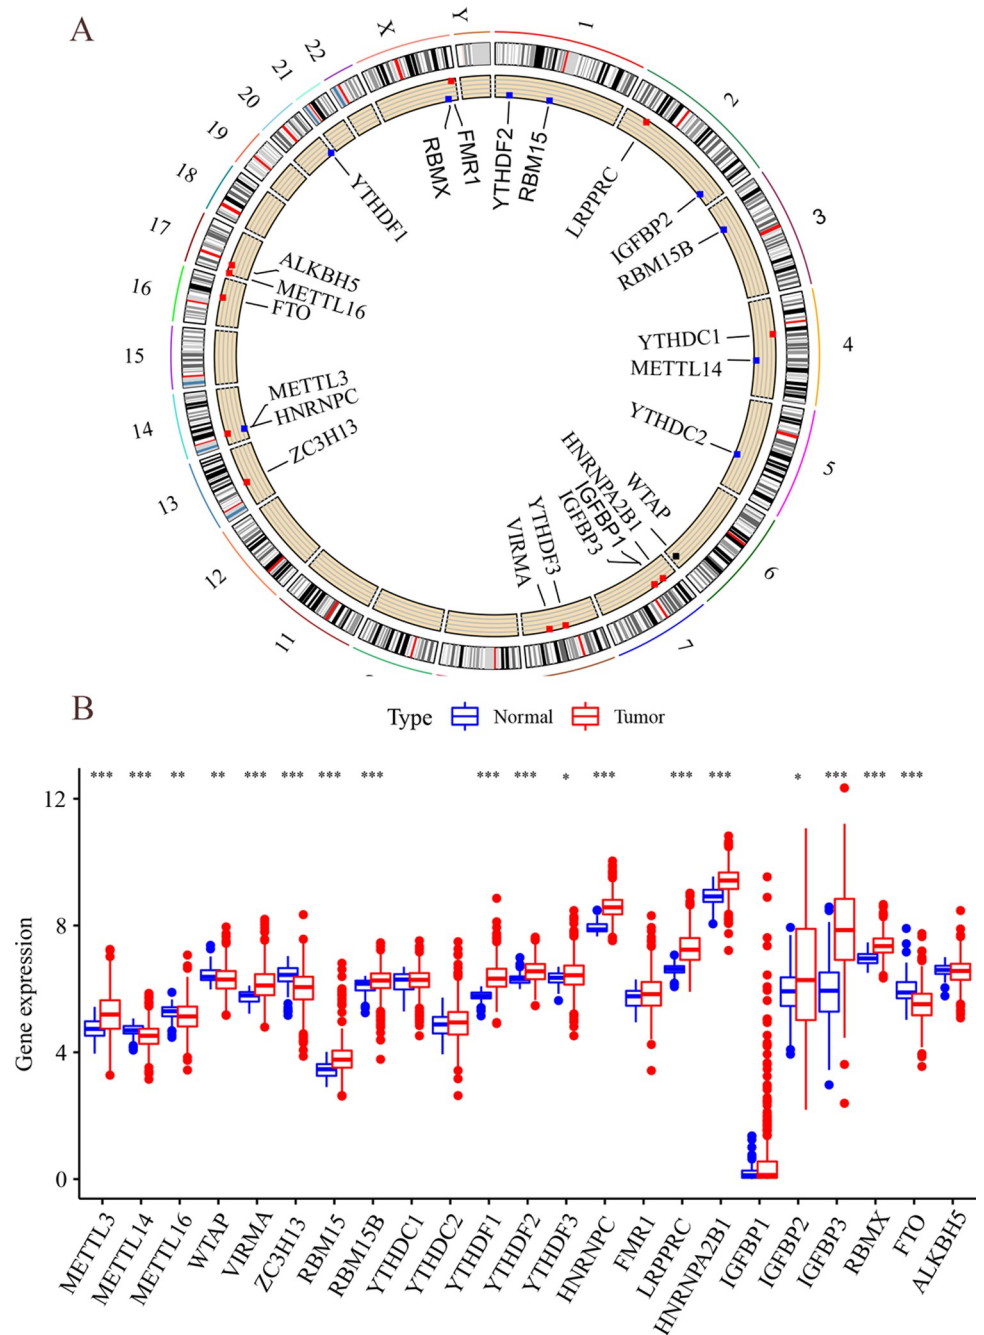 A
Y
1
2
3
4
5
6
7
11
12
13
14
15
16
17
18
19
20
21
22
X
RBMX
FMR1
YTHDF2
RBM15
LRPPRC
IGFBP2
RBM15B
YTHDC1
METTL14
YTHDC2
WTAP
HNRNPA2B1
IGFBP1
IGFBP3
YTHDF3
VIRMA
ZC3H13
HNRNPC
METTL3
FTO
METTL16
ALKBH5
YTHDF1
B
Type Normal Tumor
*** *** ** ** *** *** *** *** *** *** * *** *** *** * *** *** ***
12
8
4
0
Gene expression
METTL3
METTL14
METTL16
WTAP
VIRMA
ZC3H13
RBM15
RBM15B
YTHDC1
YTHDC2
YTHDF1
YTHDF2
YTHDF3
HNRNPC
FMR1
LRPPRC
HNRNPA2B1
IGFBP1
IGFBP2
IGFBP3
RBMX
FTO
ALKBH5